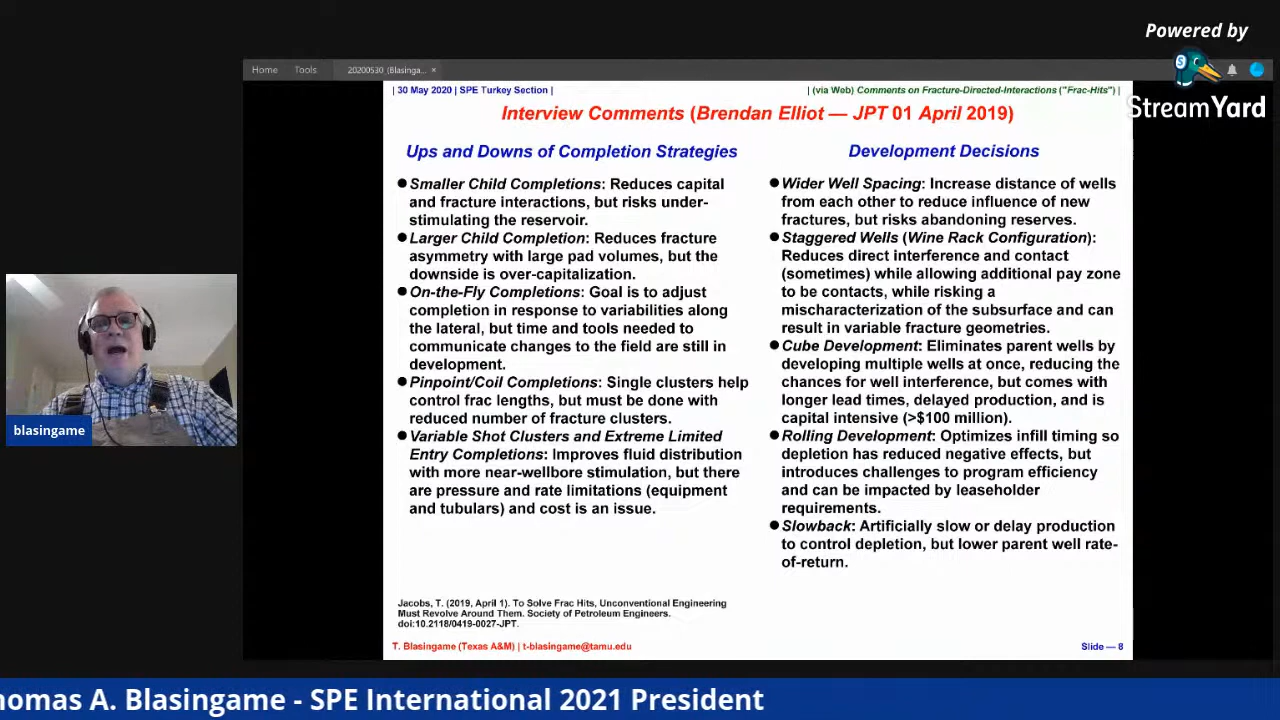 Powered by
StreamYard
Home Tools 20200530 (Blasinga... ×
| 30 May 2020 | SPE Turkey Section |
| (via Web) Comments on Fracture-Directed-Interactions ("Frac-Hits") |
Interview Comments (Brendan Elliot — JPT 01 April 2019)
Ups and Downs of Completion Strategies
● Smaller Child Completions: Reduces capital
and fracture interactions, but risks under-
stimulating the reservoir.
● Larger Child Completion: Reduces fracture
asymmetry with large pad volumes, but the
downside is over-capitalization.
● On-the-Fly Completions: Goal is to adjust
completion in response to variabilities along
the lateral, but time and tools needed to
communicate changes to the field are still in
development.
● Pinpoint/Coil Completions: Single clusters help
control frac lengths, but must be done with
reduced number of fracture clusters.
● Variable Shot Clusters and Extreme Limited
Entry Completions: Improves fluid distribution
with more near-wellbore stimulation, but there
are pressure and rate limitations (equipment
and tubulars) and cost is an issue.
Development Decisions
● Wider Well Spacing: Increase distance of wells
from each other to reduce influence of new
fractures, but risks abandoning reserves.
● Staggered Wells (Wine Rack Configuration):
Reduces direct interference and contact
(sometimes) while allowing additional pay zone
to be contacts, while risking a
mischaracterization of the subsurface and can
result in variable fracture geometries.
● Cube Development: Eliminates parent wells by
developing multiple wells at once, reducing the
chances for well interference, but comes with
longer lead times, delayed production, and is
capital intensive (>$100 million).
● Rolling Development: Optimizes infill timing so
depletion has reduced negative effects, but
introduces challenges to program efficiency
and can be impacted by leaseholder
requirements.
● Slowback: Artificially slow or delay production
to control depletion, but lower parent well rate-
of-return.
Jacobs, T. (2019, April 1). To Solve Frac Hits, Unconventional Engineering
Must Revolve Around Them. Society of Petroleum Engineers.
doi:10.2118/0419-0027-JPT.
T. Blasingame (Texas A&M) | t-blasingame@tamu.edu
Slide — 8
blasingame
homas A. Blasingame - SPE International 2021 President